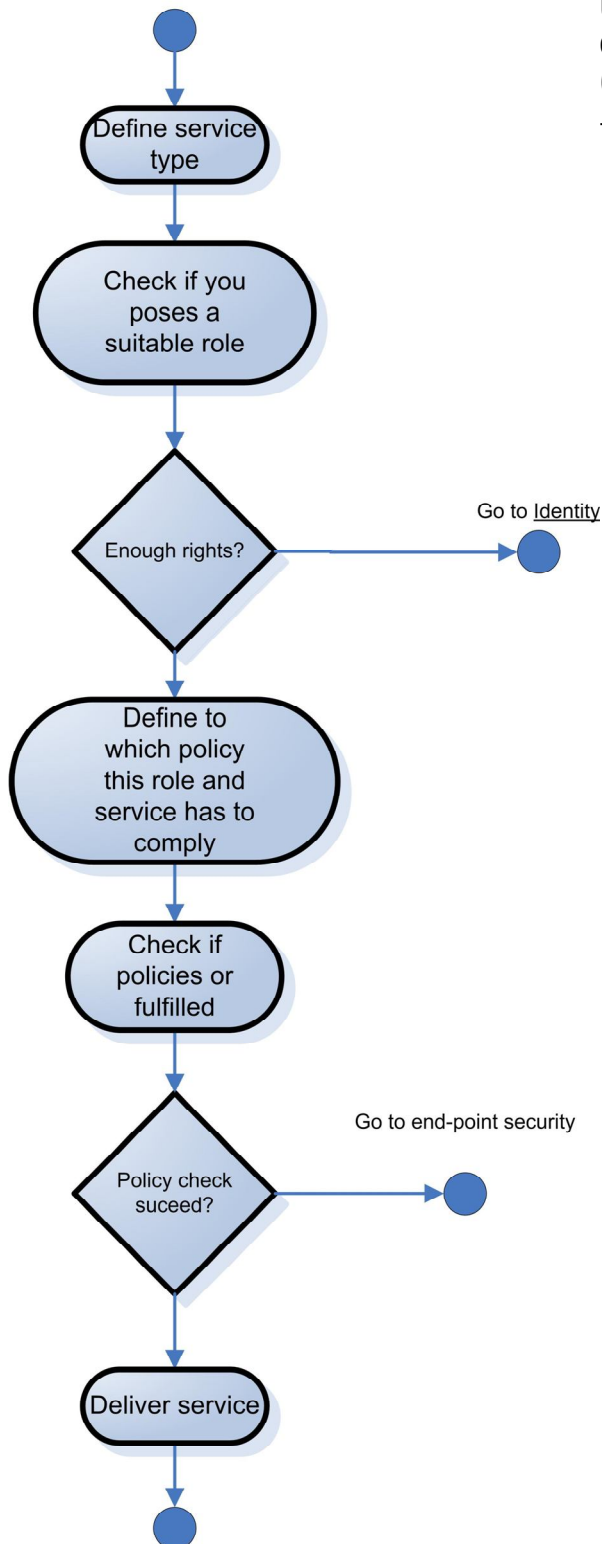 Define service
type
Check if you
poses a
suitable role
Go to Identity
Enough rights?
Define to
which policy
this role and
service has to
comply
Check if
policies or
fulfilled
Go to end-point security
Policy check
suceed?
Deliver service